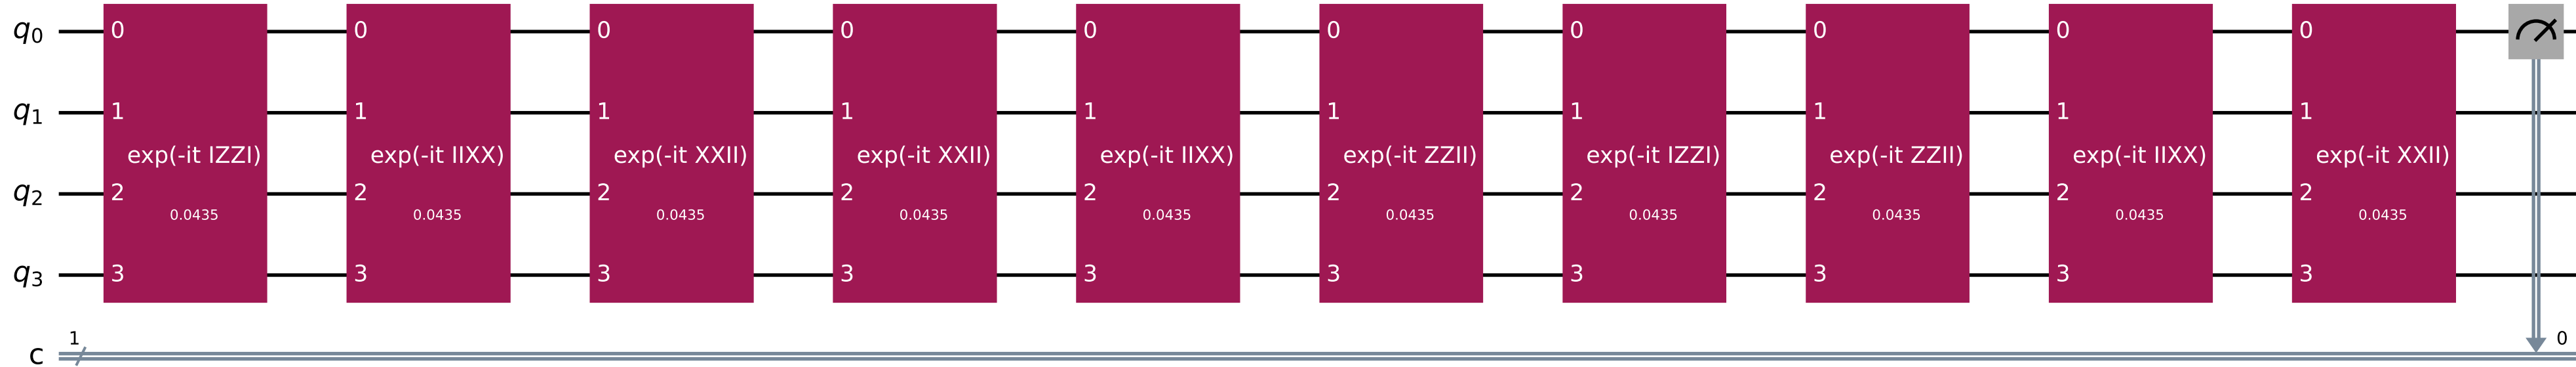 q0 0 0 0 0 0 0 0 0 0 0
q1 1 1 1 1 1 1 1 1 1 1
exp(-it IZZI) exp(-it IIXX) exp(-it XXII) exp(-it XXII) exp(-it IIXX) exp(-it ZZII) exp(-it IZZI) exp(-it ZZII) exp(-it IIXX) exp(-it XXII)
q2 2 2 2 2 2 2 2 2 2 2
0.0435 0.0435 0.0435 0.0435 0.0435 0.0435 0.0435 0.0435 0.0435 0.0435
q3 3 3 3 3 3 3 3 3 3 3
1 0
c